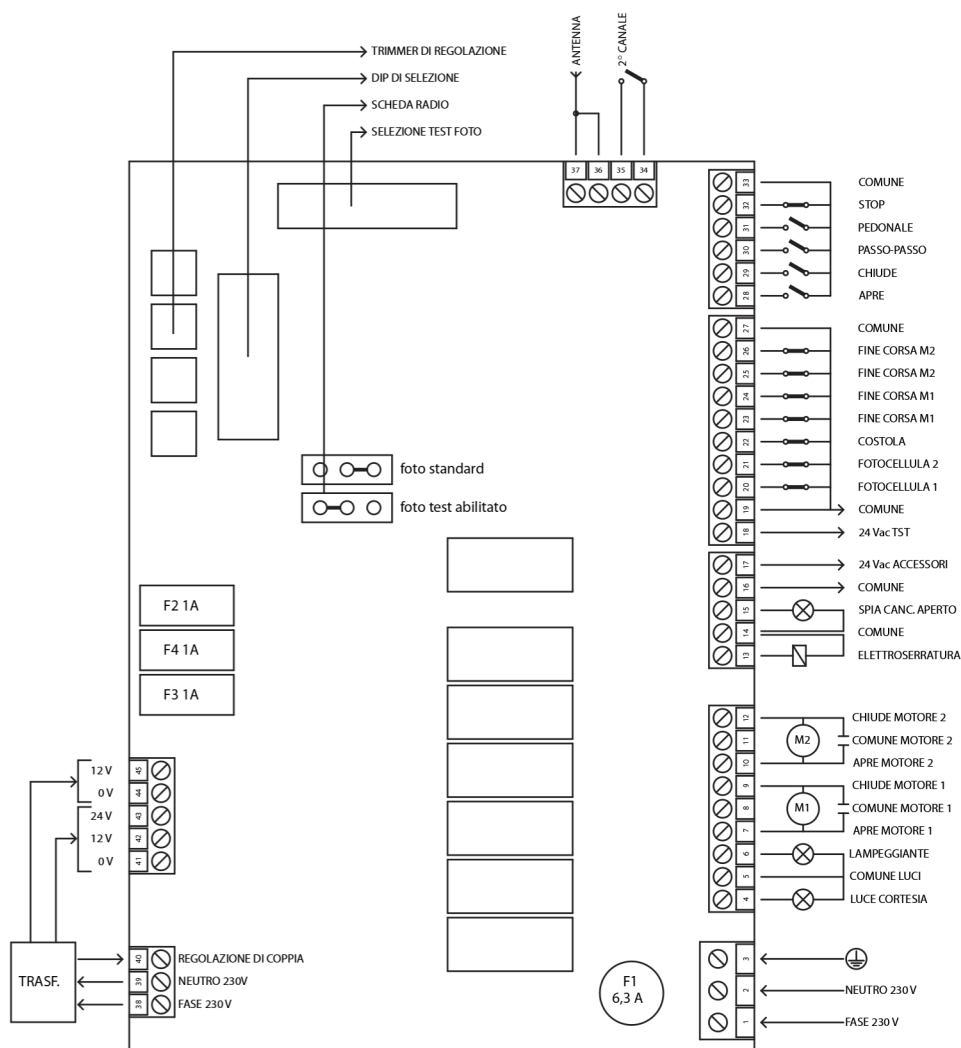 TRIMMER DI REGOLAZIONE
DIP DI SELEZIONE
SCHEDA RADIO
SELEZIONE TEST FOTO
ANTENNA
2° CANALE
37 36 35 34
33 COMUNE
32 STOP
31 PEDONALE
30 PASSO-PASSO
29 CHIUDE
28 APRE
27 COMUNE
26 FINE CORSA M2
25 FINE CORSA M2
24 FINE CORSA M1
23 FINE CORSA M1
22 COSTOLA
21 FOTOCELLULA 2
20 FOTOCELLULA 1
19 COMUNE
18 24 Vac TST
foto standard
foto test abilitato
17 24 Vac ACCESSORI
16 COMUNE
15 SPIA CANC. APERTO
14 COMUNE
13 ELETTROSERRATURA
F2 1A
F4 1A
F3 1A
12 CHIUDE MOTORE 2
11 M2 COMUNE MOTORE 2
10 APRE MOTORE 2
9 CHIUDE MOTORE 1
8 M1 COMUNE MOTORE 1
7 APRE MOTORE 1
6 LAMPEGGIANTE
5 COMUNE LUCI
4 LUCE CORTESIA
12 V 45
0 V 44
24 V 43
12 V 42
0 V 41
TRASF.
40 REGOLAZIONE DI COPPIA
39 NEUTRO 230V
38 FASE 230 V
F1
6,3 A
3
2 NEUTRO 230 V
1 FASE 230 V